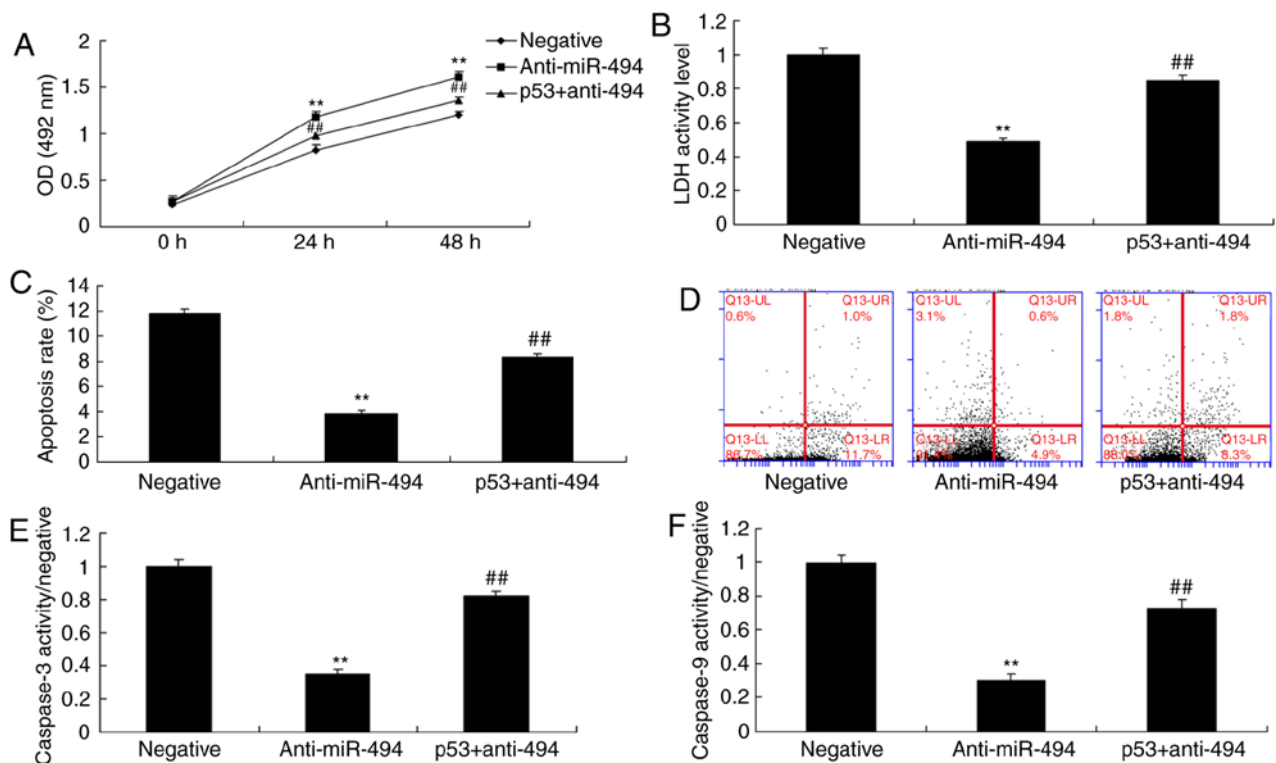 A
OD (492 nm)
2
1.5
1
0.5
0
0 h 24 h 48 h
**
##
**
##
Negative
Anti-miR-494
p53+anti-494
B
LDH activity level
1.2
1
0.8
0.6
0.4
0.2
0
**
##
Negative Anti-miR-494 p53+anti-494
C
Apoptosis rate (%)
14
12
10
8
6
4
2
0
**
##
Negative Anti-miR-494 p53+anti-494
D
Q13-UL Q13-UR
0.6% 1.0%
Q13-LL Q13-LR
86.7% 11.7%
Negative
Q13-UL Q13-UR
3.1% 0.6%
Q13-LL Q13-LR
4.9%
Anti-miR-494
Q13-UL Q13-UR
1.8% 1.8%
Q13-LL Q13-LR
88.0% 8.3%
p53+anti-494
E
Caspase-3 activity/negative
1.2
1
0.8
0.6
0.4
0.2
0
**
##
Negative Anti-miR-494 p53+anti-494
F
Caspase-9 activity/negative
1.2
1
0.8
0.6
0.4
0.2
0
**
##
Negative Anti-miR-494 p53+anti-494